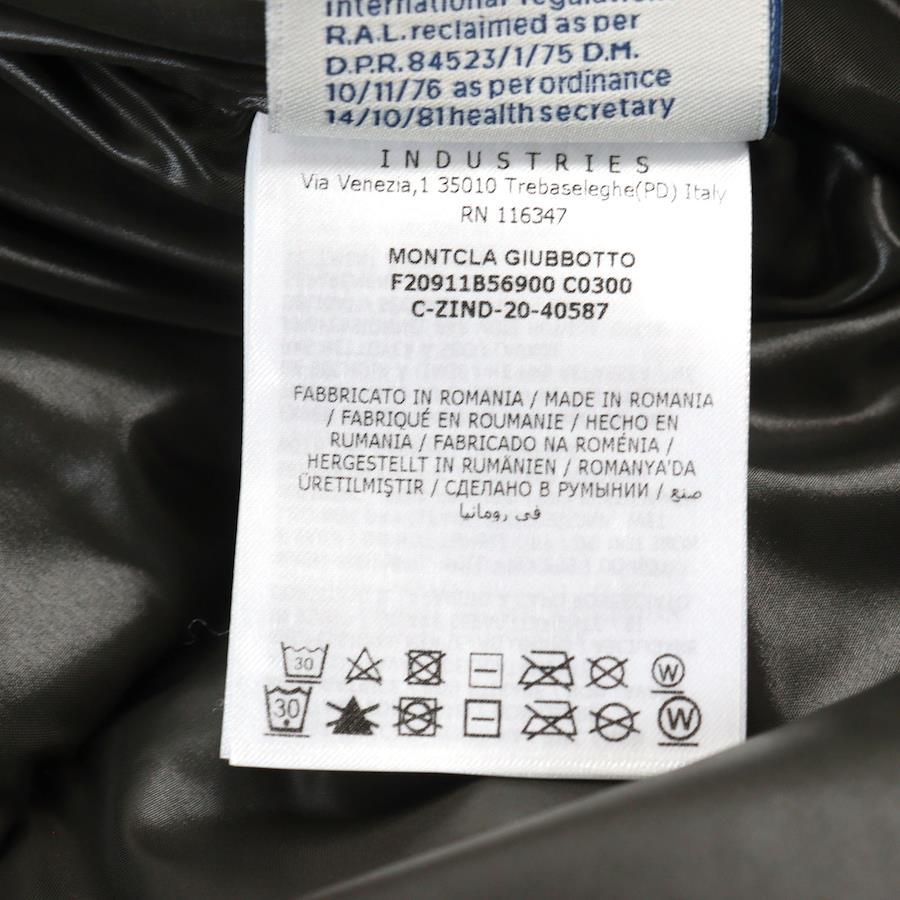 international regulation
R.A.L. reclaimed as per
D.P.R. 84523/1/75 D.M.
10/11/76 as per ordinance
14/10/81 health secretary
INDUSTRIES
Via Venezia,1 35010 Trebaseleghe(PD) Italy
RN 116347
MONTCLA GIUBBOTTO
F20911B56900 C0300
C-ZIND-20-40587
FABBRICATO IN ROMANIA / MADE IN ROMANIA
/ FABRIQUÉ EN ROUMANIE / HECHO EN
RUMANIA / FABRICADO NA ROMÉNIA /
HERGESTELLT IN RUMÄNIEN / ROMANYA'DA
ÜRETILMIŞTIR / СДЕЛАНО В РУМЫНИИ / صنع
في رومانيا
30 W
30 W